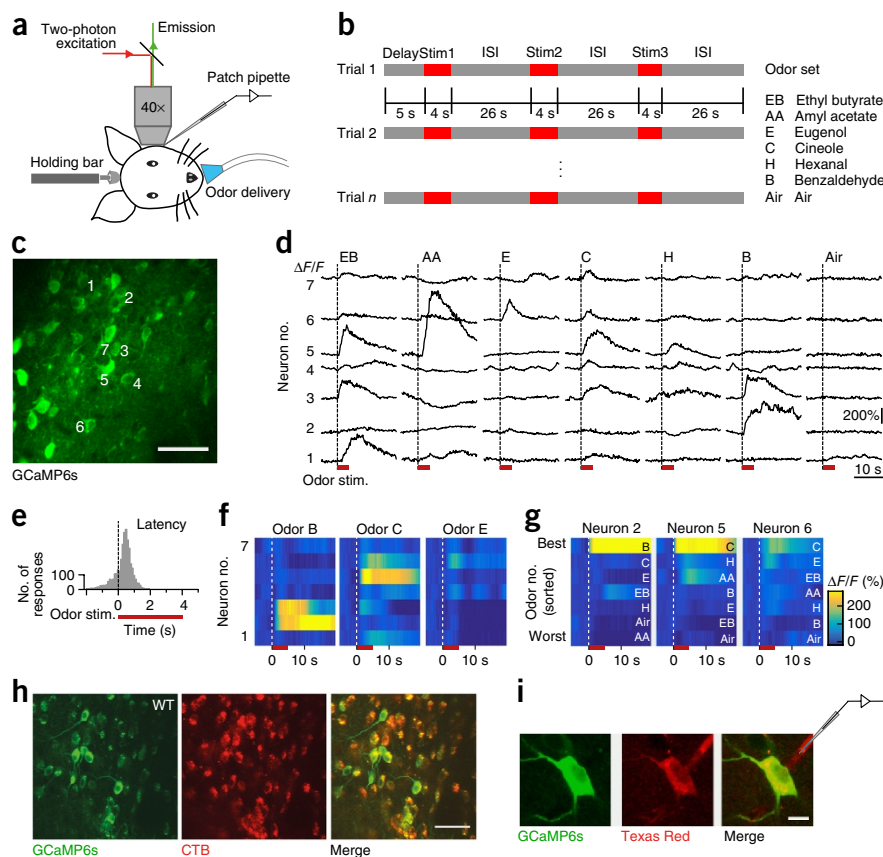 a
Two-photon
excitation
Emission
Patch pipette
40×
Holding bar
Odor delivery
b
Delay Stim1 ISI Stim2 ISI Stim3 ISI
Trial 1
5 s 4 s 26 s 4 s 26 s 4 s 26 s
Trial 2
⋮
Trial n
Odor set
EB Ethyl butyrate
AA Amyl acetate
E Eugenol
C Cineole
H Hexanal
B Benzaldehyde
Air Air
c
1
2
7 3
5 4
6
GCaMP6s
d
EB AA E C H B Air
ΔF/F
Neuron no.
7
6
5
4
3
2
1
200%
10 s
Odor stim.
e
Latency
No. of
responses
100
0
Odor stim.
0 2 4
Time (s)
f
Odor B Odor C Odor E
Neuron no.
7
1
0 10 s 0 10 s 0 10 s
g
Neuron 2 Neuron 5 Neuron 6
Odor no.
(sorted)
Best
Worst
B C C
C H E
E AA EB
EB B AA
H E H
Air EB B
AA Air Air
0 10 s 0 10 s 0 10 s
ΔF/F (%)
200
100
0
h
WT
GCaMP6s CTB Merge
i
GCaMP6s Texas Red Merge